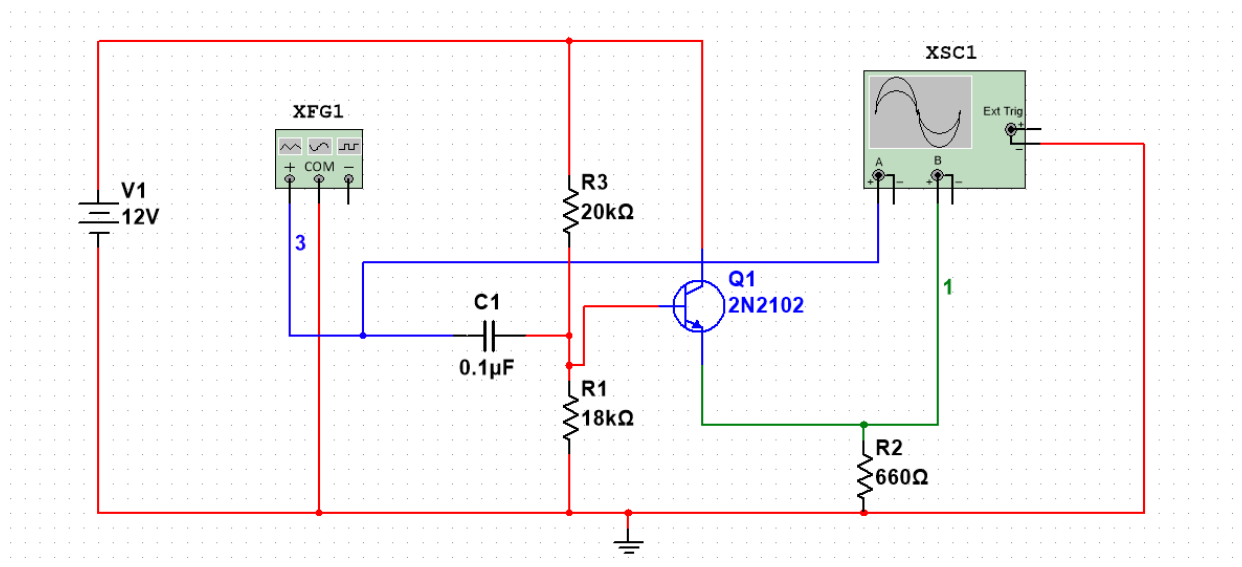 XSC1
Ext Trig
+
−
A
B
+
−
+
−
XFG1
+ COM −
V1
12V
R3
20kΩ
3
Q1
2N2102
1
C1
0.1µF
R1
18kΩ
R2
660Ω